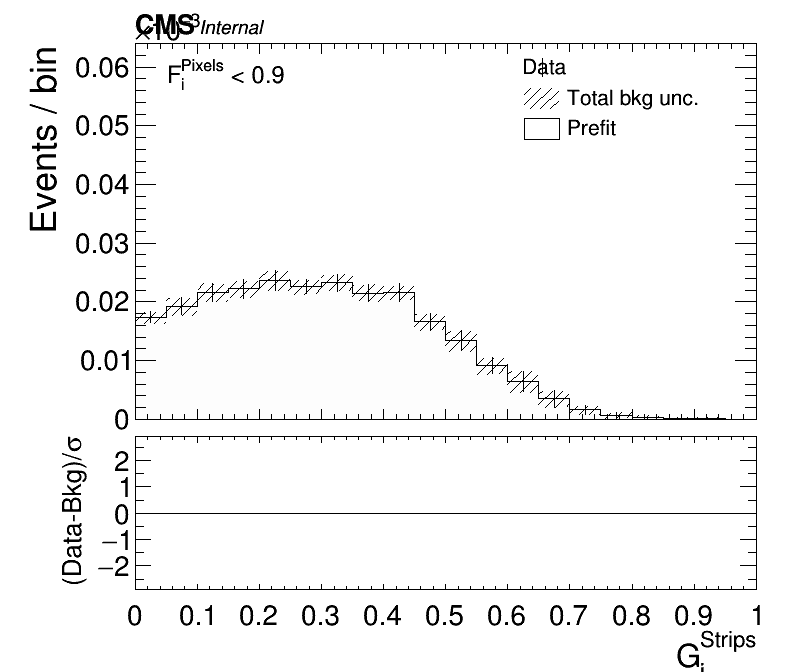 CMS Internal
×10³
Events / bin
0.06
0.05
0.04
0.03
0.02
0.01
0
F_i^Pixels < 0.9
Data
Total bkg unc.
Prefit
(Data-Bkg)/σ
2
1
0
−1
−2
0 0.1 0.2 0.3 0.4 0.5 0.6 0.7 0.8 0.9 1
G_i^Strips